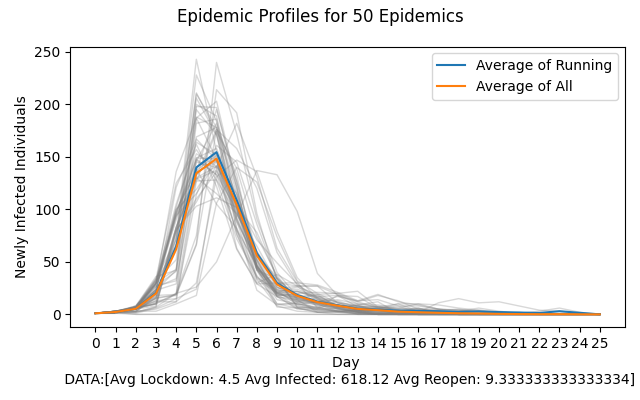 Epidemic Profiles for 50 Epidemics
250
200
150
100
50
0
Newly Infected Individuals
Average of Running
Average of All
0 1 2 3 4 5 6 7 8 9 10 11 12 13 14 15 16 17 18 19 20 21 22 23 24 25
Day
DATA:[Avg Lockdown: 4.5 Avg Infected: 618.12 Avg Reopen: 9.333333333333334]